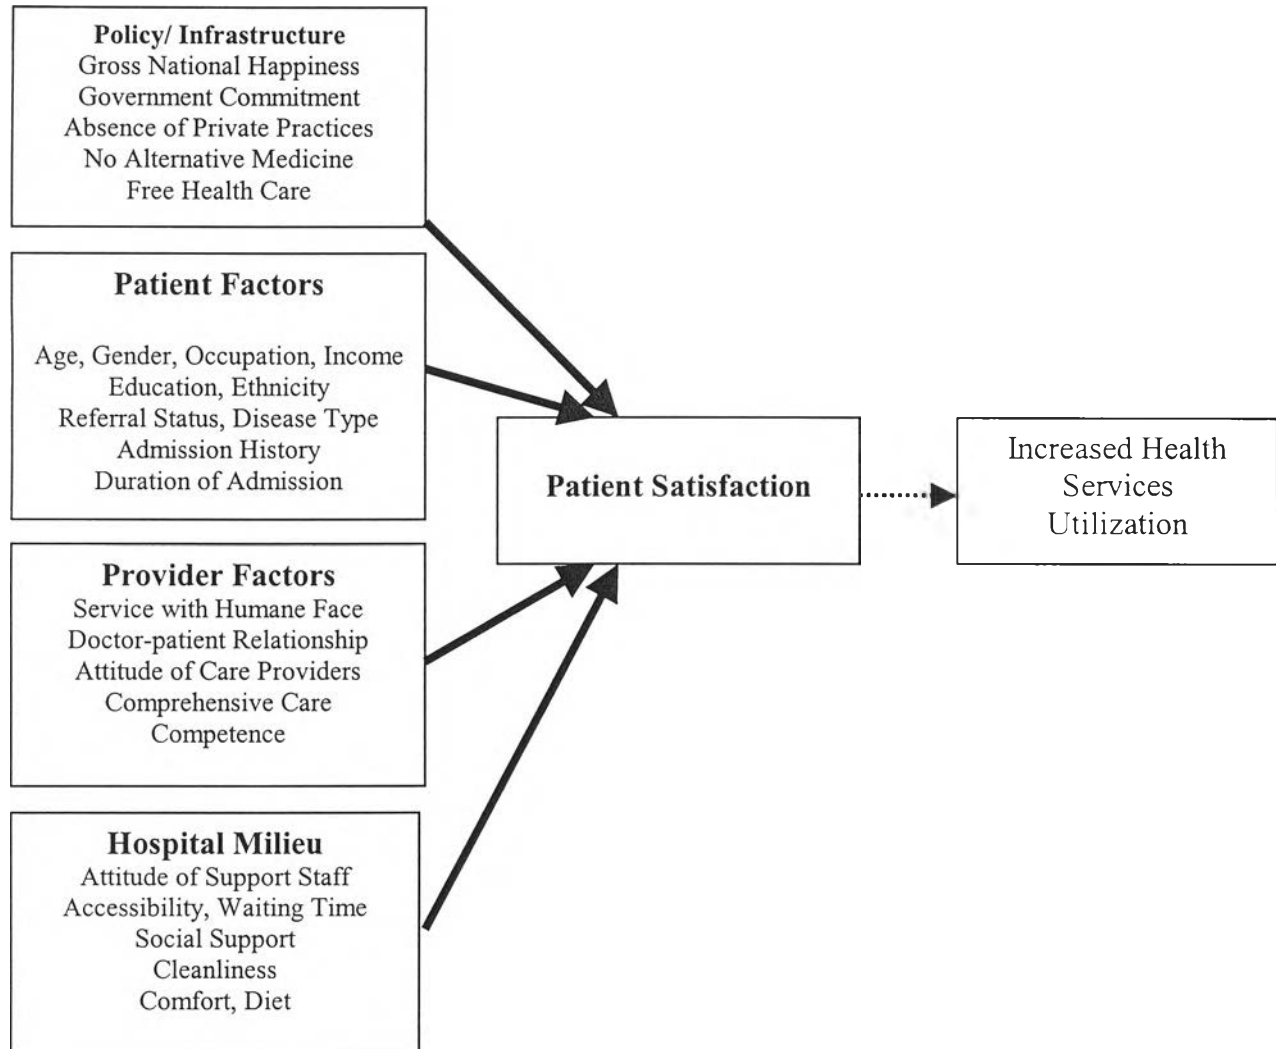 Policy/ Infrastructure
Gross National Happiness
Government Commitment
Absence of Private Practices
No Alternative Medicine
Free Health Care
Patient Factors
Age, Gender, Occupation, Income
Education, Ethnicity
Referral Status, Disease Type
Admission History
Duration of Admission
Provider Factors
Service with Humane Face
Doctor-patient Relationship
Attitude of Care Providers
Comprehensive Care
Competence
Hospital Milieu
Attitude of Support Staff
Accessibility, Waiting Time
Social Support
Cleanliness
Comfort, Diet
Patient Satisfaction
Increased Health
Services
Utilization